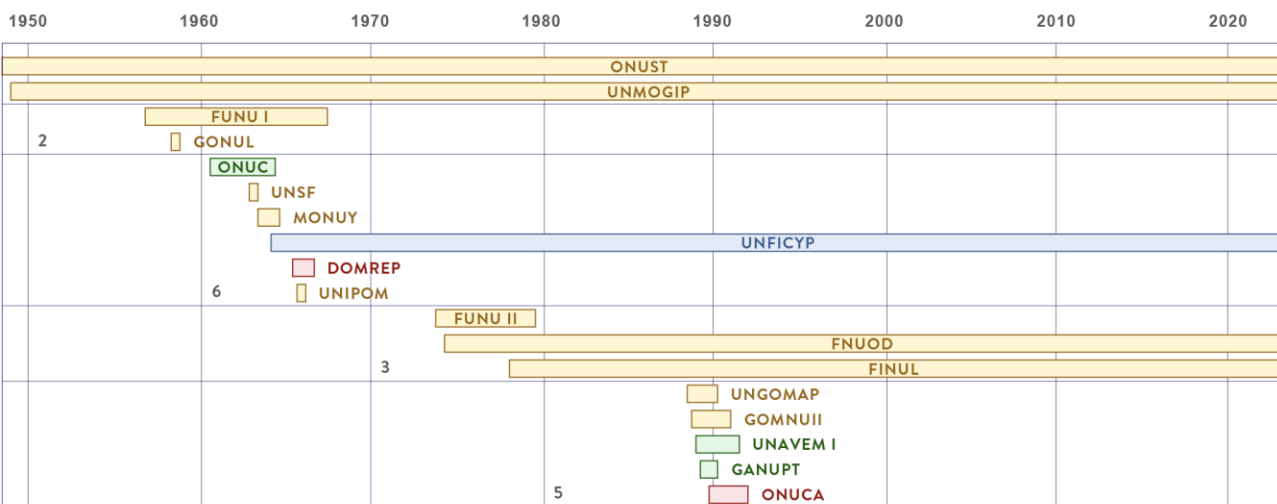 1950 1960 1970 1980 1990 2000 2010 2020
ONUST
UNMOGIP
FUNU I
2 GONUL
ONUC
UNSF
MONUY
UNFICYP
DOMREP
6 UNIPOM
FUNU II
FNUOD
3 FINUL
UNGOMAP
GOMNUII
UNAVEM I
GANUPT
5 ONUCA